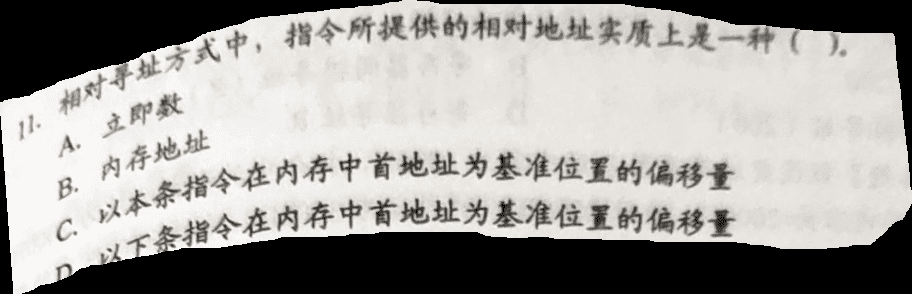 11. 相对寻址方式中，指令所提供的相对地址实质上是一种（ ）。
A. 立即数
B. 内存地址
C. 以本条指令在内存中首地址为基准位置的偏移量
D. 以下条指令在内存中首地址为基准位置的偏移量